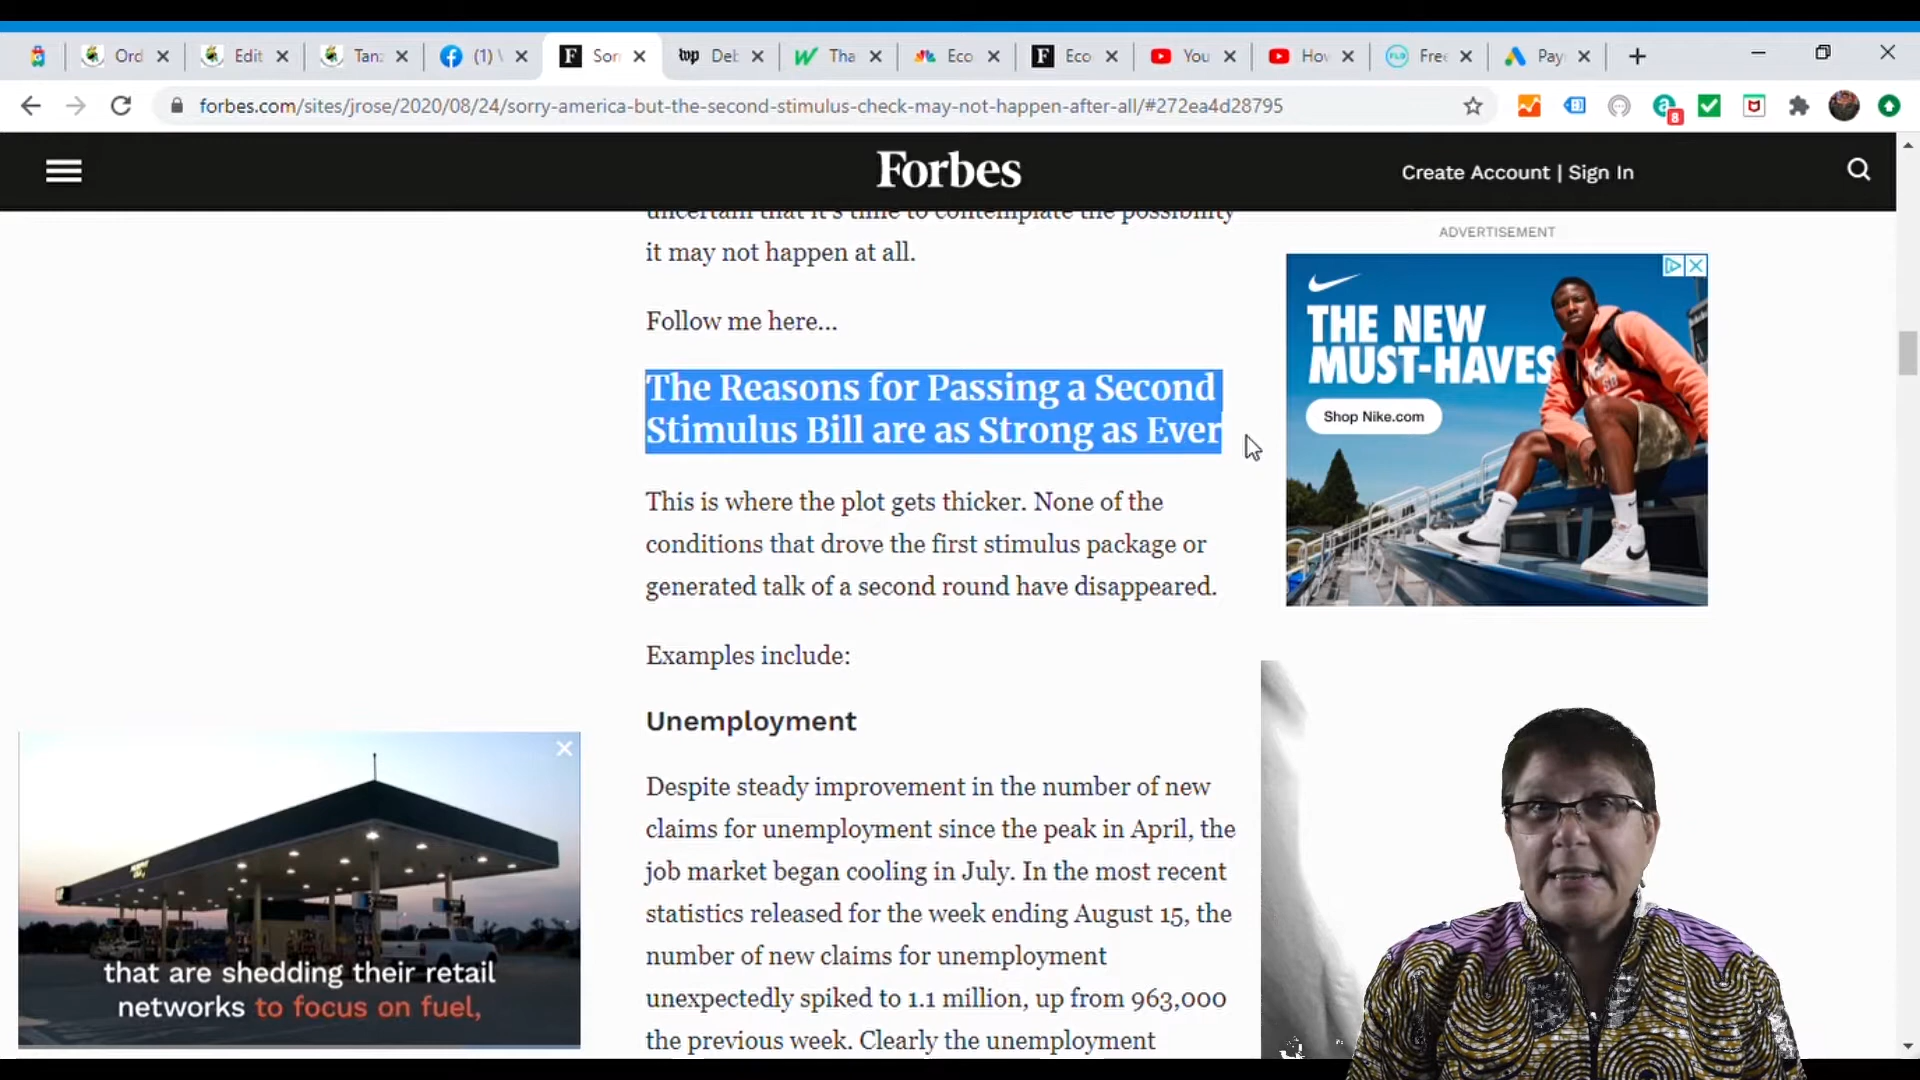 Ord
Edit
Tan
(1) \
Sor
wp Deb
Tha
Eco
Eco
You
How
Free
Pay
forbes.com/sites/jrose/2020/08/24/sorry-america-but-the-second-stimulus-check-may-not-happen-after-all/#272ea4d28795
8
Forbes
Create Account | Sign In
uncertain that it's time to contemplate the possibility
it may not happen at all.
Follow me here...
The Reasons for Passing a Second
Stimulus Bill are as Strong as Ever
This is where the plot gets thicker. None of the
conditions that drove the first stimulus package or
generated talk of a second round have disappeared.
Examples include:
Unemployment
Despite steady improvement in the number of new
claims for unemployment since the peak in April, the
job market began cooling in July. In the most recent
statistics released for the week ending August 15, the
number of new claims for unemployment
unexpectedly spiked to 1.1 million, up from 963,000
the previous week. Clearly the unemployment
ADVERTISEMENT
THE NEW
MUST-HAVES
Shop Nike.com
that are shedding their retail
networks to focus on fuel,